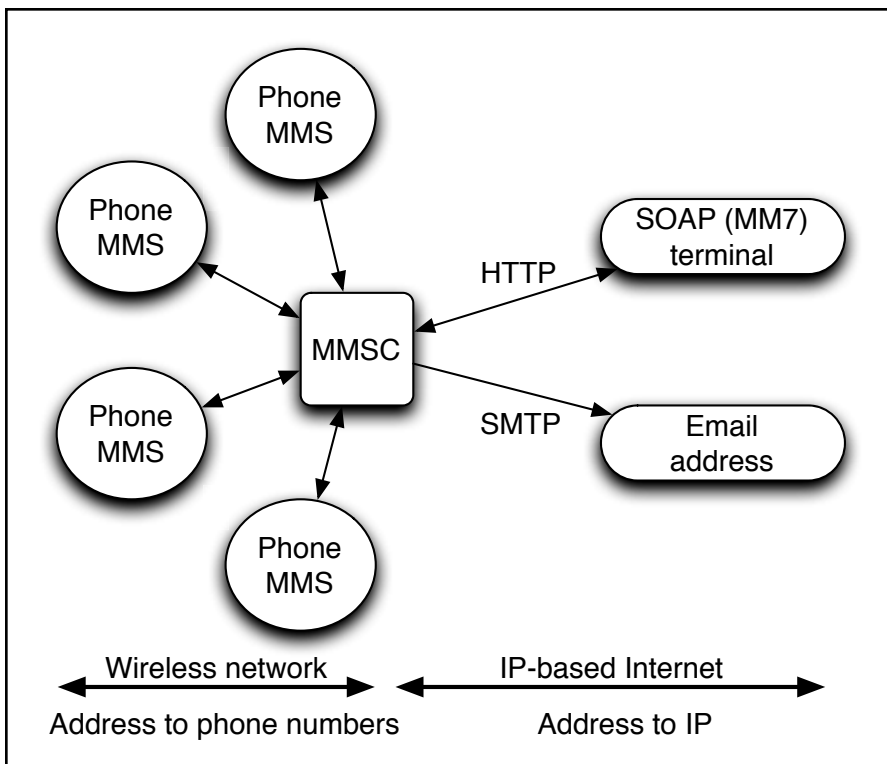 Phone
MMS
Phone
MMS
SOAP (MM7)
terminal
HTTP
MMSC
Phone
MMS
SMTP
Email
address
Phone
MMS
Wireless network
IP-based Internet
Address to phone numbers
Address to IP